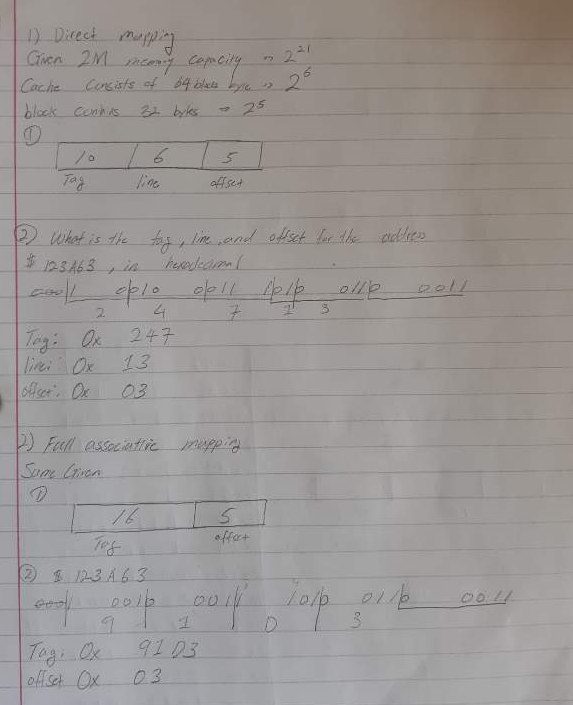 1) Direct mapping
Given 2M memory capacity → 2^21
Cache Consists of 64 blocks byte → 2^6
block contains 32 bytes → 2^5
①
10 | 6 | 5
Tag line offset
② What is the tag, line, and offset for the address
$ 123A63, in hexadecimal
0001 0010 0011 1010 0110 0011
2 4 7 1 3
Tag: 0x 247
line: 0x 13
offset: 0x 03
2) Full associative mapping
Same Given
①
16 | 5
Tag offset
② $ 123A63
0001 0010 0011 1010 0110 0011
9 1 D 3
Tag: 0x 91D3
offset 0x 03